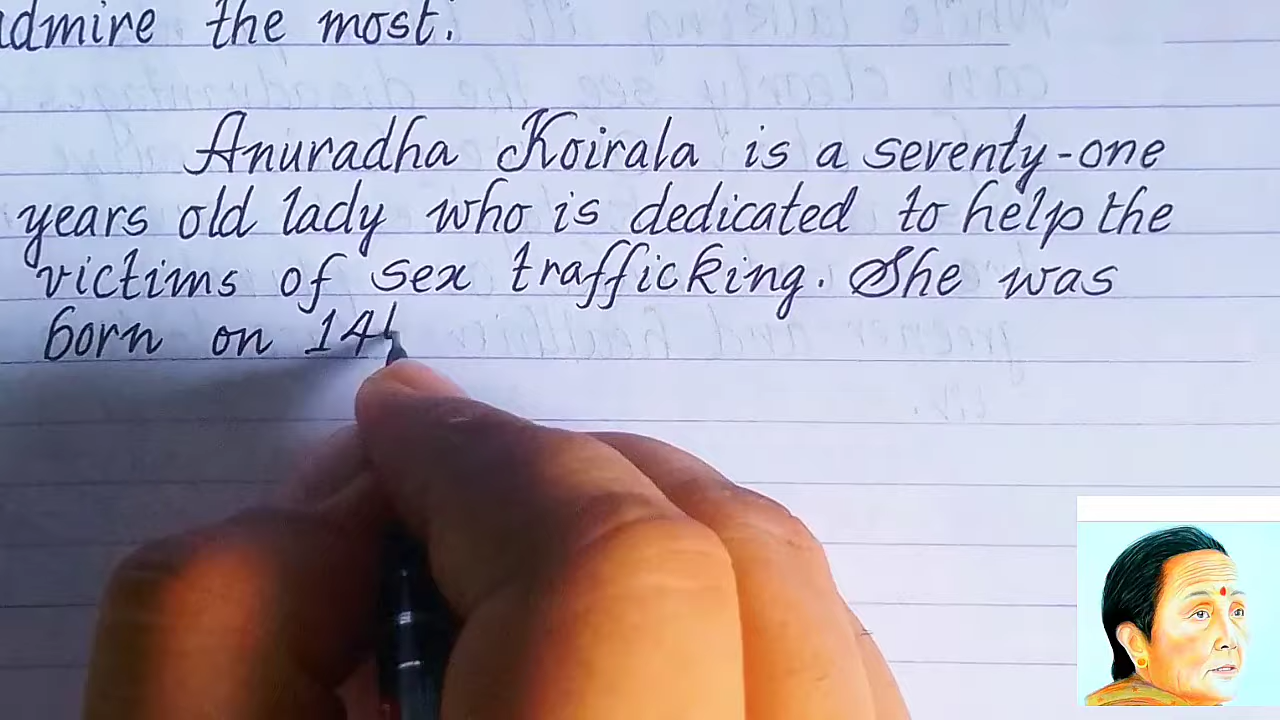 admire the most.
Anuradha Koirala is a seventy-one
years old lady who is dedicated to help the
victims of sex trafficking. She was
born on 14